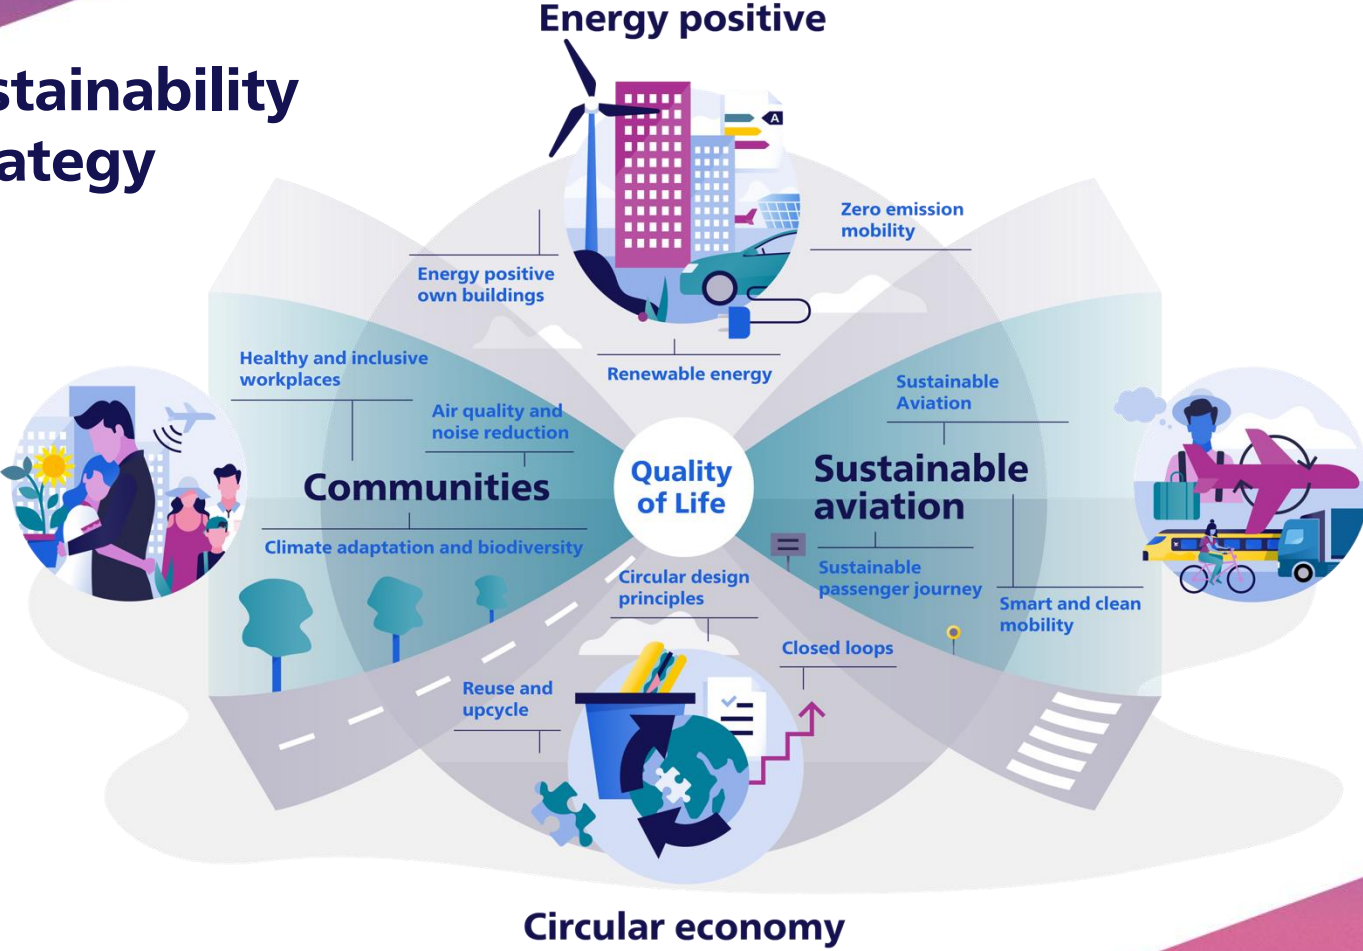 Energy positive
stainability
ategy
A
Zero emission
mobility
Energy positive
own buildings
Renewable energy
Healthy and inclusive
workplaces
Air quality and
noise reduction
Communities
Climate adaptation and biodiversity
Quality
of Life
Sustainable
Aviation
Sustainable
aviation
Sustainable
passenger journey
Smart and clean
mobility
Circular design
principles
Closed loops
Reuse and
upcycle
Circular economy